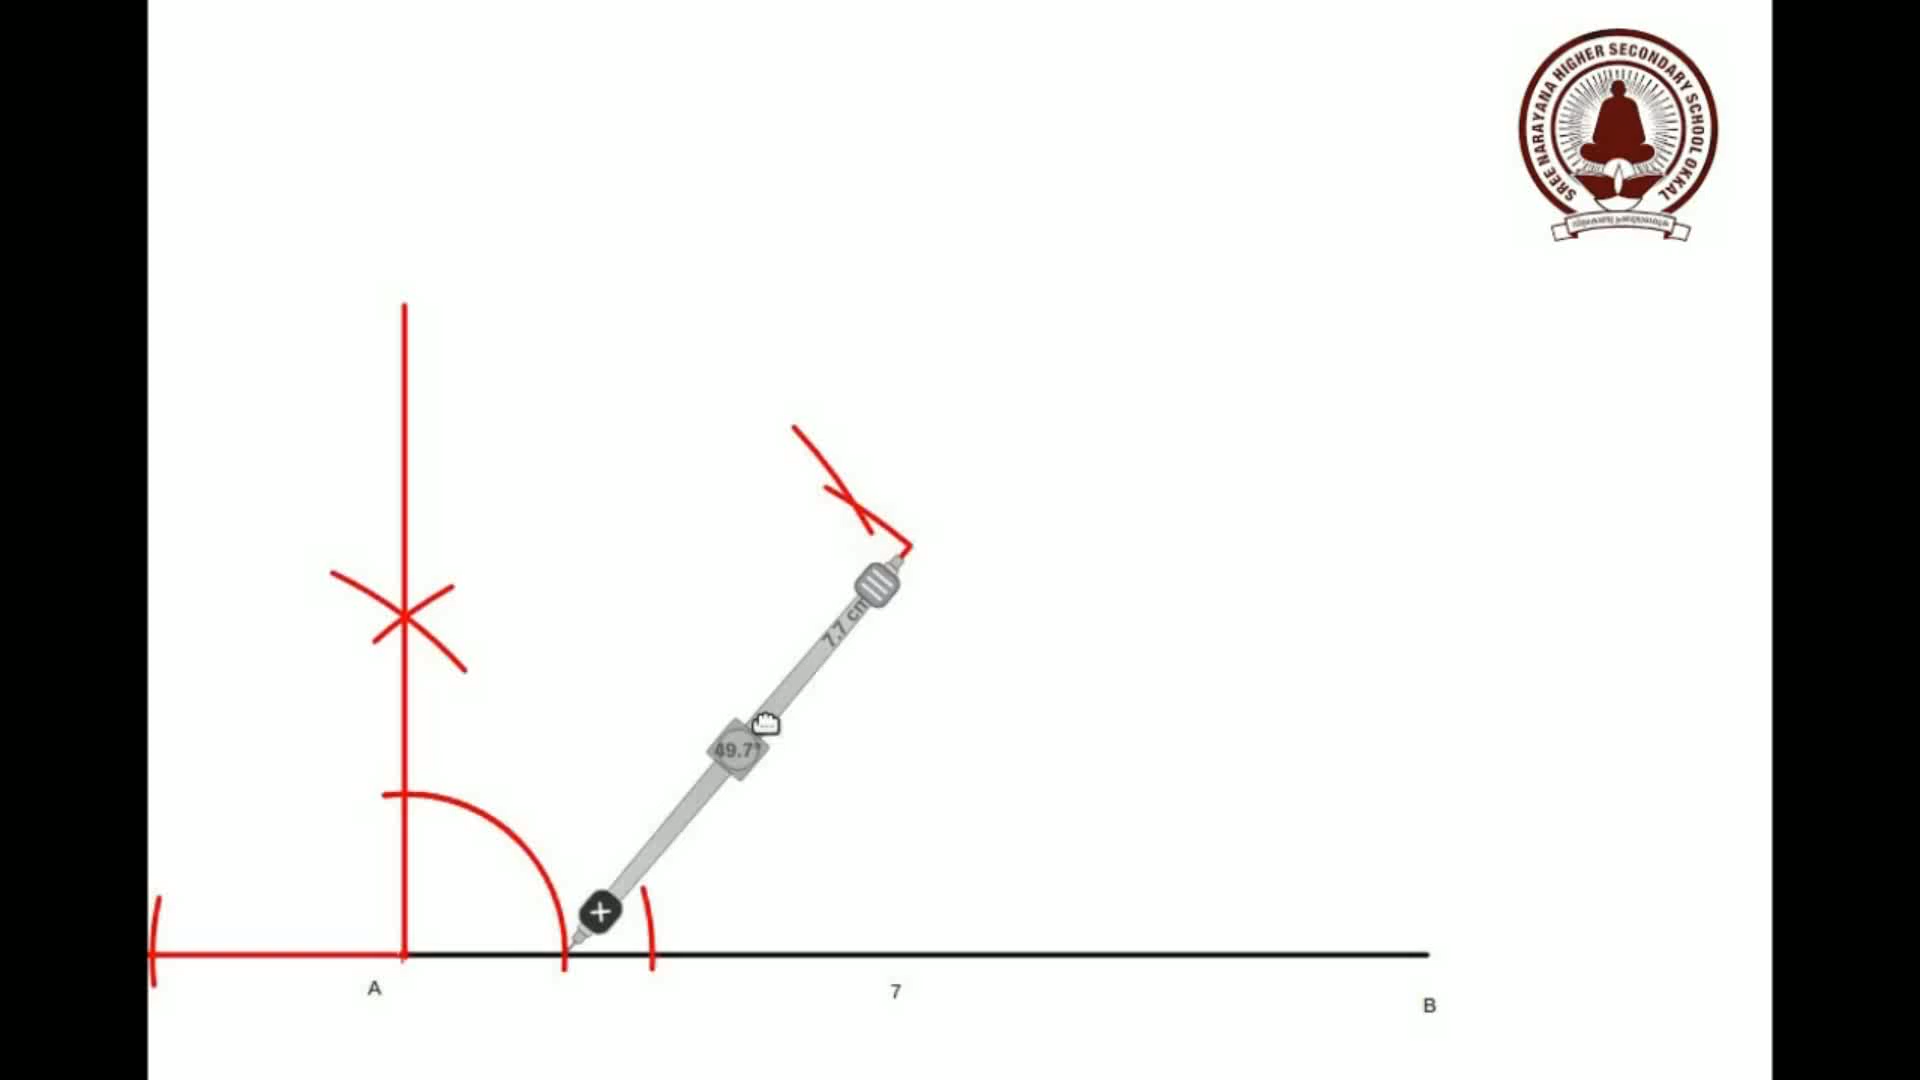 SREE NARAYANA HIGHER SECONDARY SCHOOL OKKAL
7.7 cm
49.7°
A
7
B